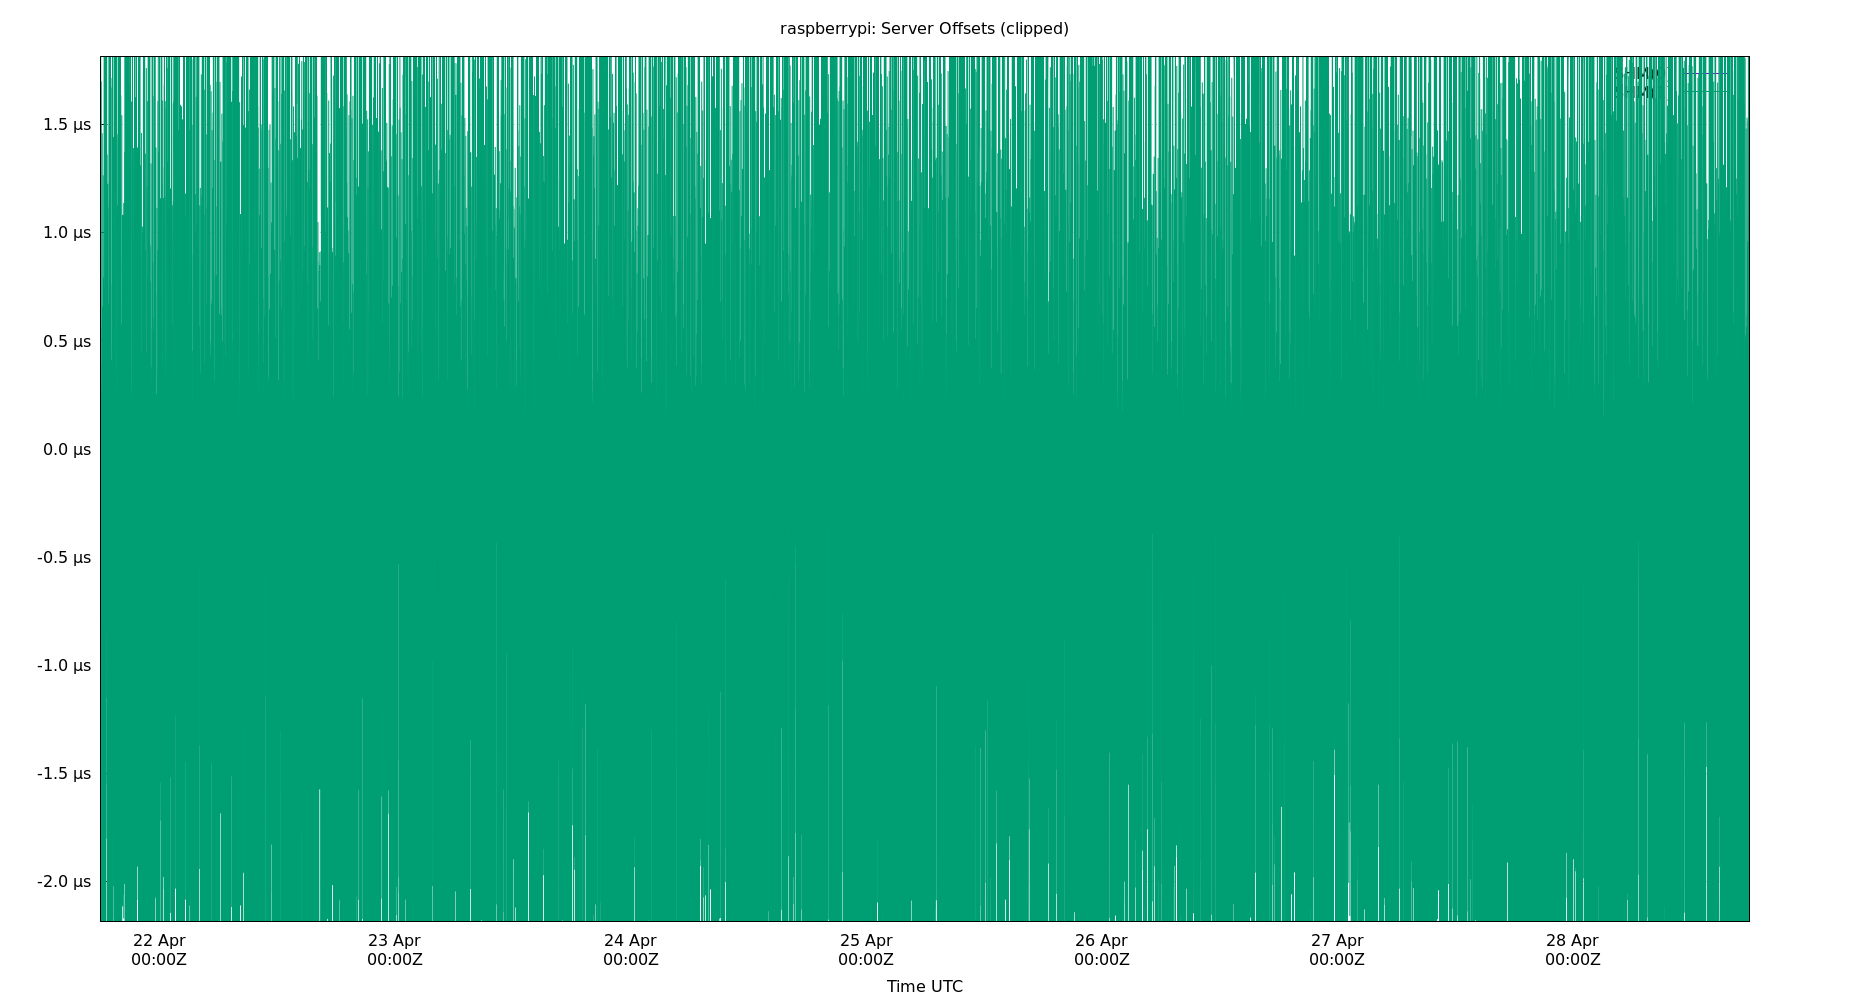 raspberrypi: Server Offsets (clipped)
1.5 µs
1.0 µs
0.5 µs
0.0 µs
-0.5 µs
-1.0 µs
-1.5 µs
-2.0 µs
22 Apr 23 Apr 24 Apr 25 Apr 26 Apr 27 Apr 28 Apr
00:00Z 00:00Z 00:00Z 00:00Z 00:00Z 00:00Z 00:00Z
Time UTC